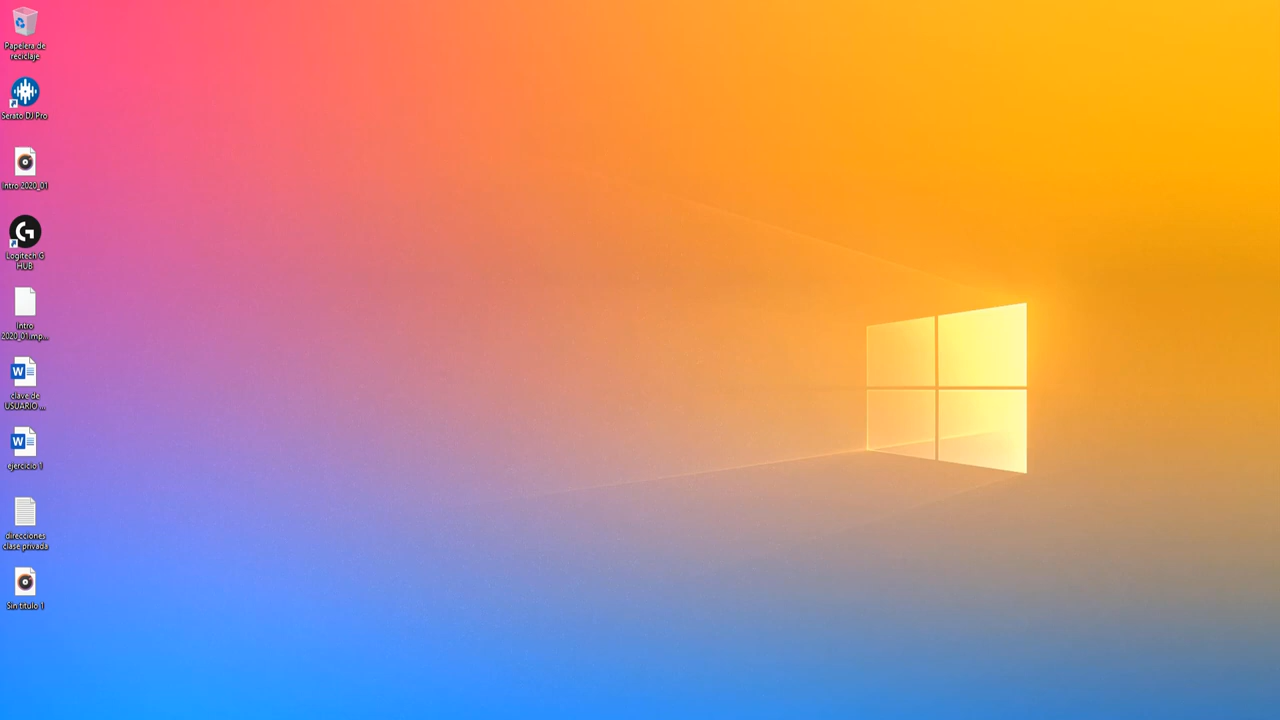 Papelera de
reciclaje
Serato DJ Pro
Intro 2020_01
Logitech G
HUB
Intro
2020_01.mp...
clave de
USUARIO ...
ejercicio 1
direcciones
clase privada
Sin titulo 1